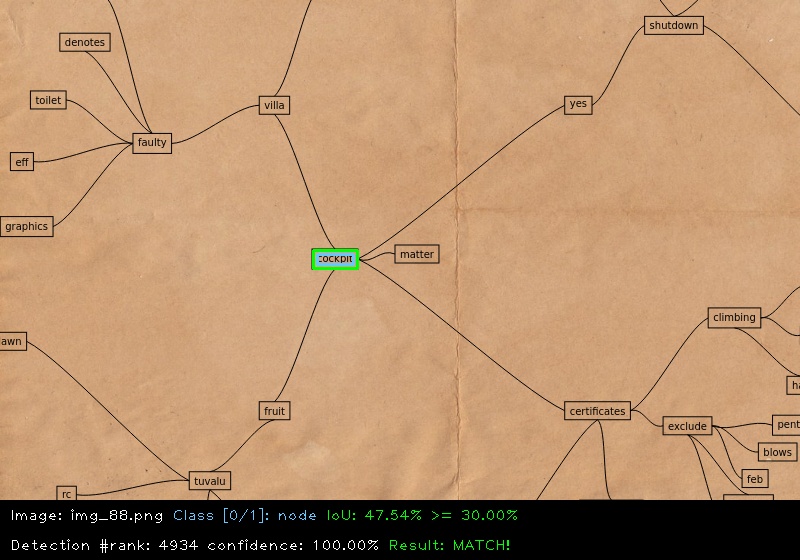 shutdown
denotes
toilet
villa
yes
faulty
eff
graphics
matter
cockpit
climbing
awn
certificates
fruit
pent
exclude
blows
feb
tuvalu
rc
Image: img_88.png Class [0/1]: node IoU: 47.54% >= 30.00%
Detection #rank: 4934 confidence: 100.00% Result: MATCH!